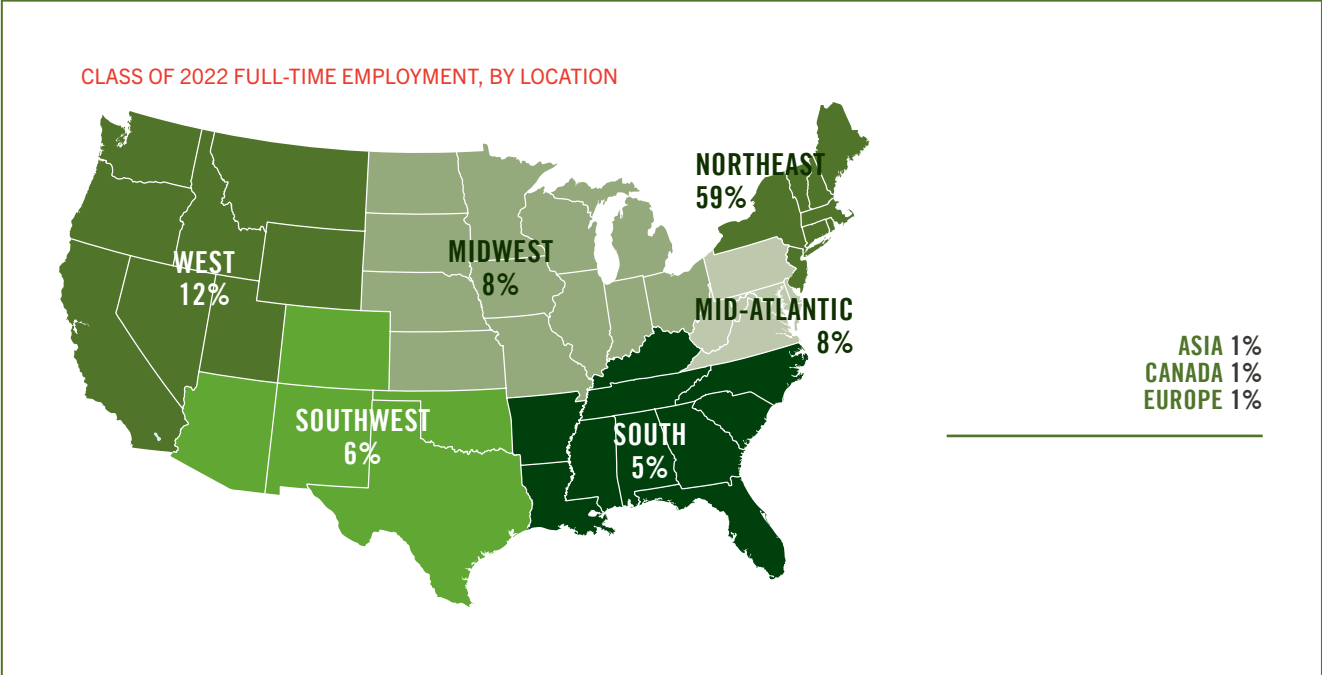 CLASS OF 2022 FULL-TIME EMPLOYMENT, BY LOCATION
NORTHEAST
59%
WEST
12%
MIDWEST
8%
MID-ATLANTIC
8%
SOUTHWEST
6%
SOUTH
5%
ASIA 1%
CANADA 1%
EUROPE 1%